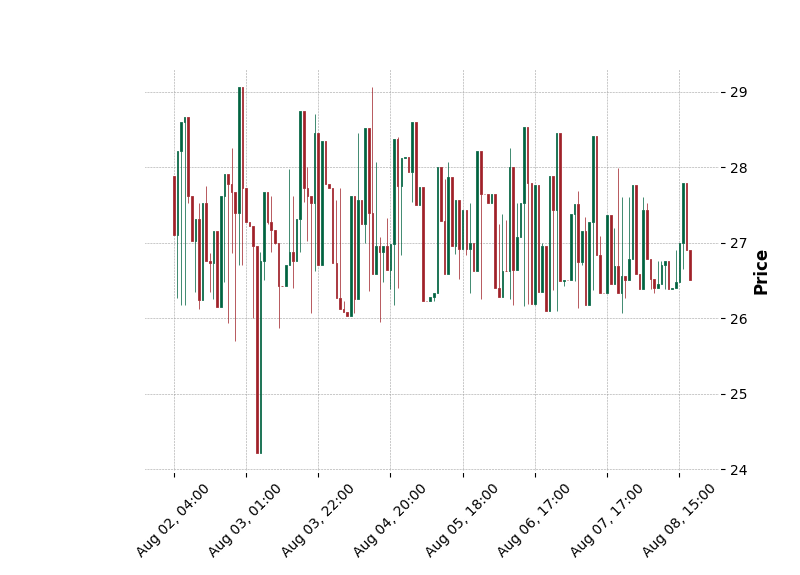 29
28
27
26
25
24
Price
Aug 02, 04:00
Aug 03, 01:00
Aug 03, 22:00
Aug 04, 20:00
Aug 05, 18:00
Aug 06, 17:00
Aug 07, 17:00
Aug 08, 15:00